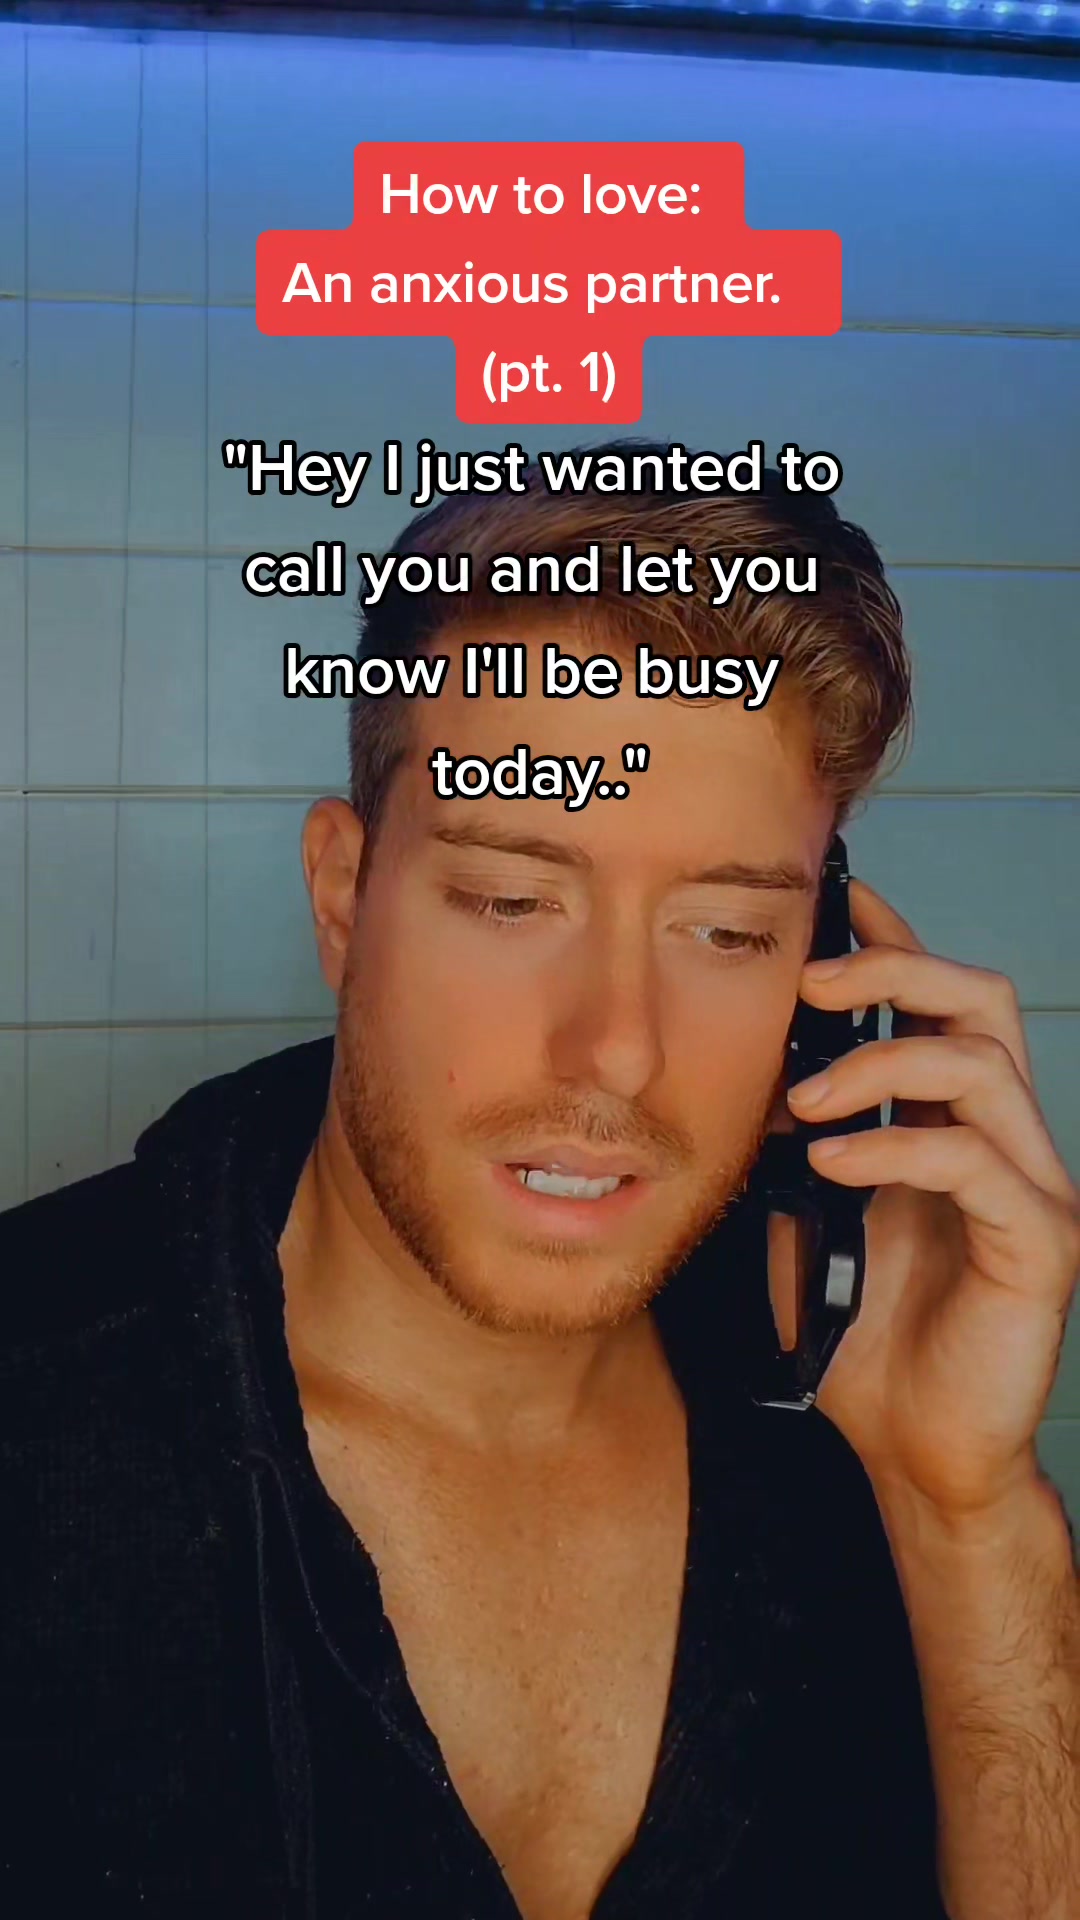 How to love:
An anxious partner.
(pt. 1)
"Hey I just wanted to
call you and let you
know I'll be busy
today.."